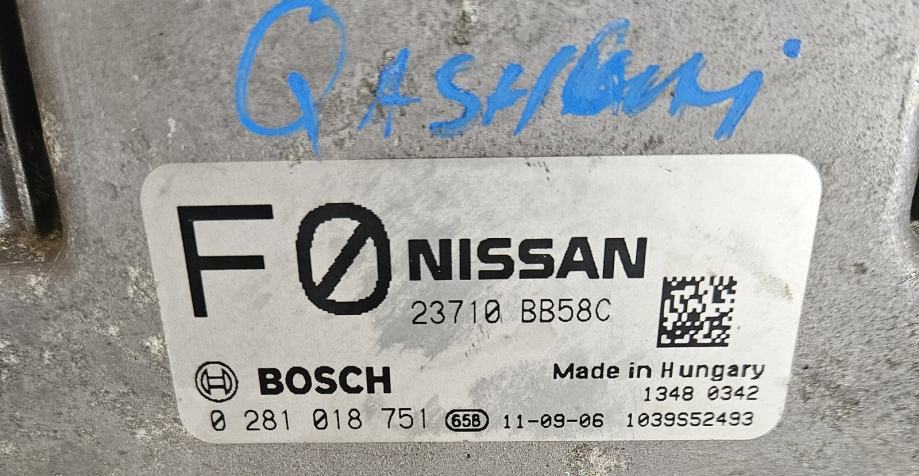 QASHQAI
F0 NISSAN
23710 BB58C
BOSCH
Made in Hungary
1348 0342
0 281 018 751 65B 11-09-06 1039S52493